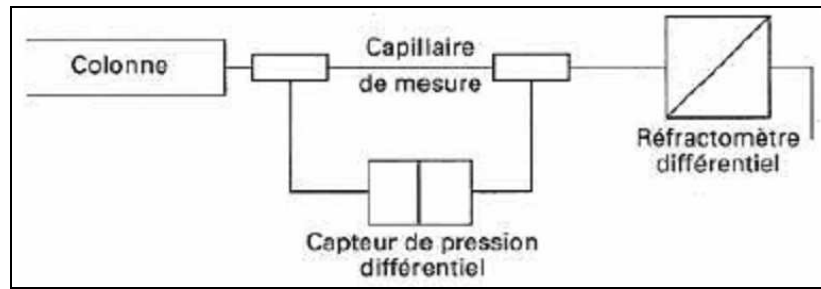 Colonne
Capillaire
de mesure
Réfractomètre
différentiel
Capteur de pression
différentiel